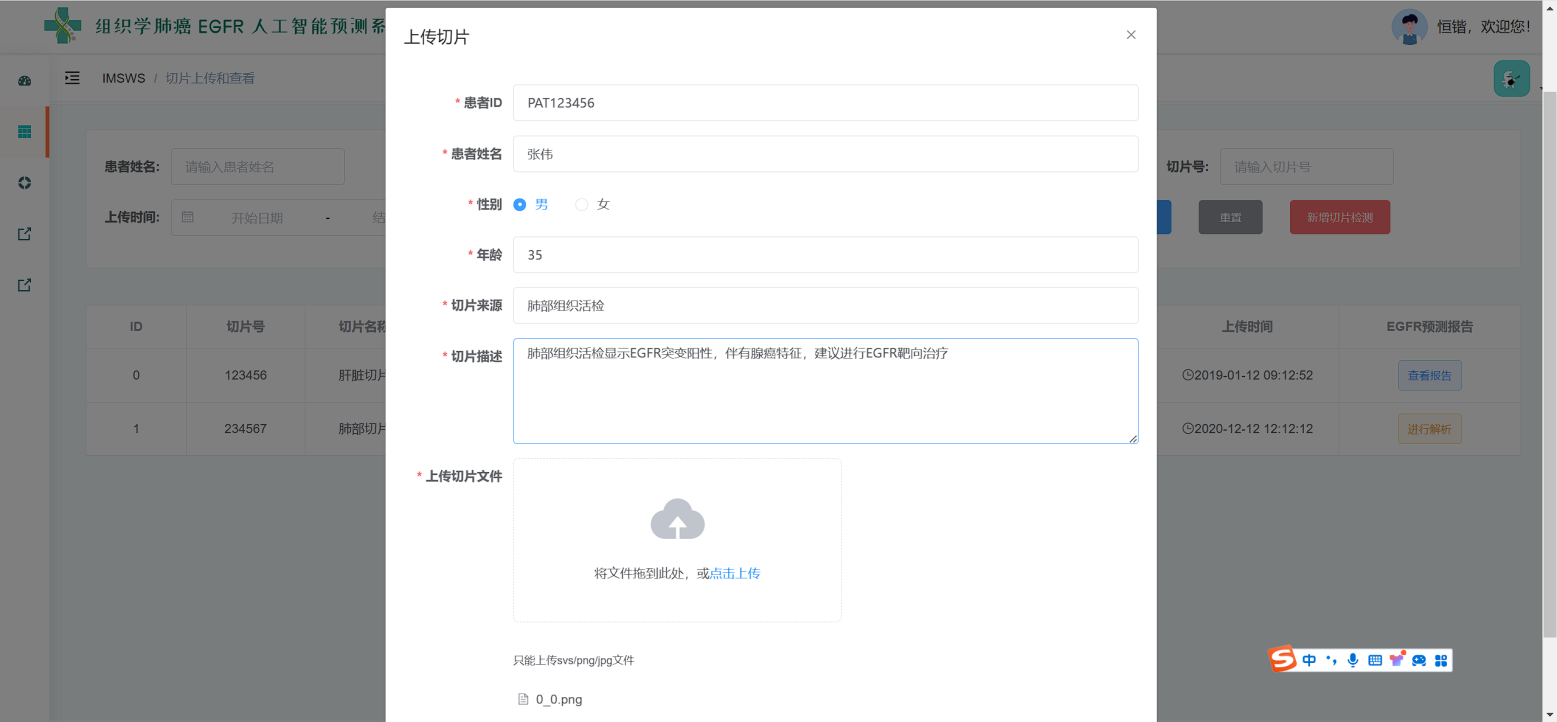 组织学肺癌 EGFR 人工智能预测系
恒锴，欢迎您！
IMSWS / 切片上传和查看
患者姓名: 请输入患者姓名
切片号: 请输入切片号
上传时间: 开始日期 - 结
重置
新增切片检测
ID 切片号 切片名称 上传时间 EGFR预测报告
0 123456 肝脏切片 2019-01-12 09:12:52 查看报告
1 234567 肺部切片 2020-12-12 12:12:12 进行解析
上传切片
* 患者ID PAT123456
* 患者姓名 张伟
* 性别 男 女
* 年龄 35
* 切片来源 肺部组织活检
* 切片描述 肺部组织活检显示EGFR突变阳性，伴有腺癌特征，建议进行EGFR靶向治疗
* 上传切片文件
将文件拖到此处，或点击上传
只能上传svs/png/jpg文件
0_0.png
S 中